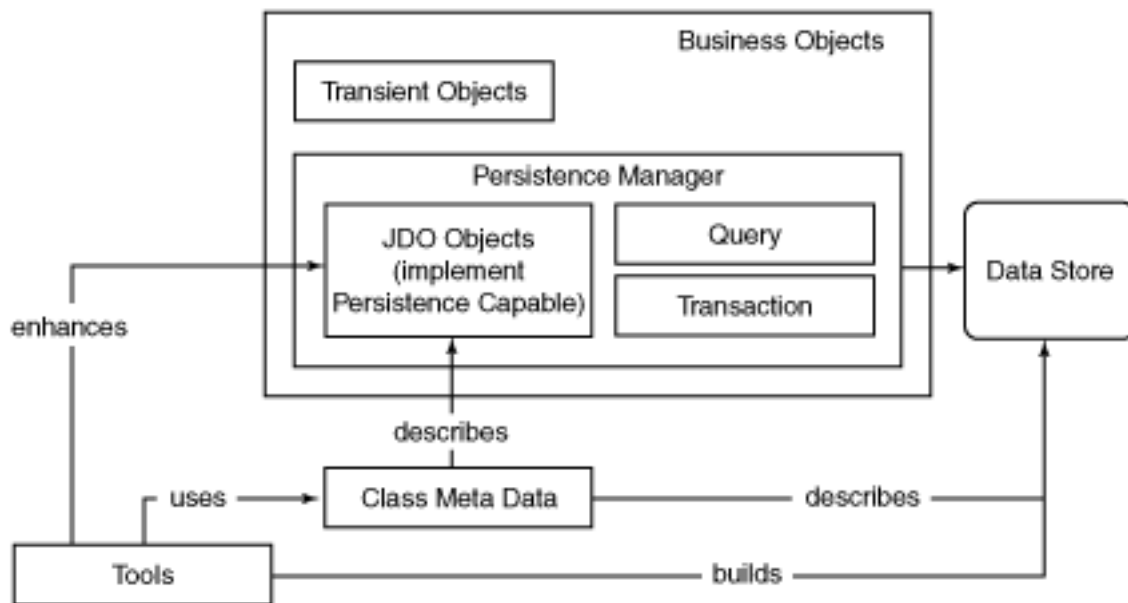 Business Objects
Transient Objects
Persistence Manager
JDO Objects
(implement
Persistence Capable)
Query
Transaction
Data Store
enhances
describes
uses
Class Meta Data
describes
Tools
builds